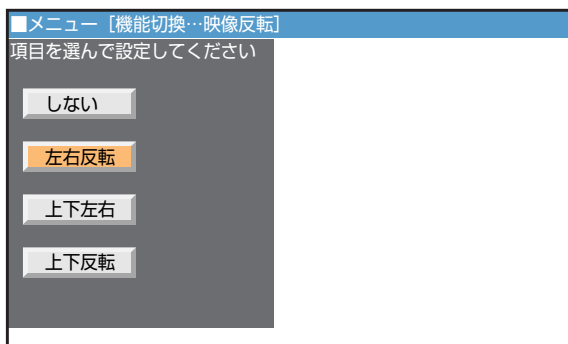 ■メニュー [機能切換…映像反転]
項目を選んで設定してください
しない
左右反転
上下左右
上下反転